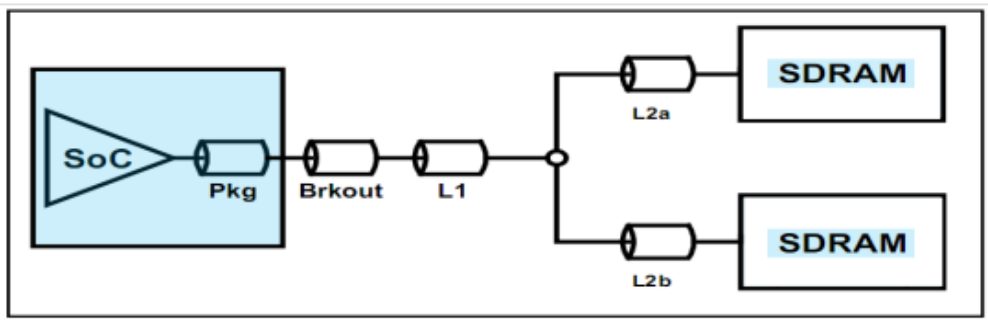 SDRAM
L2a
SoC
Pkg
Brkout
L1
SDRAM
L2b